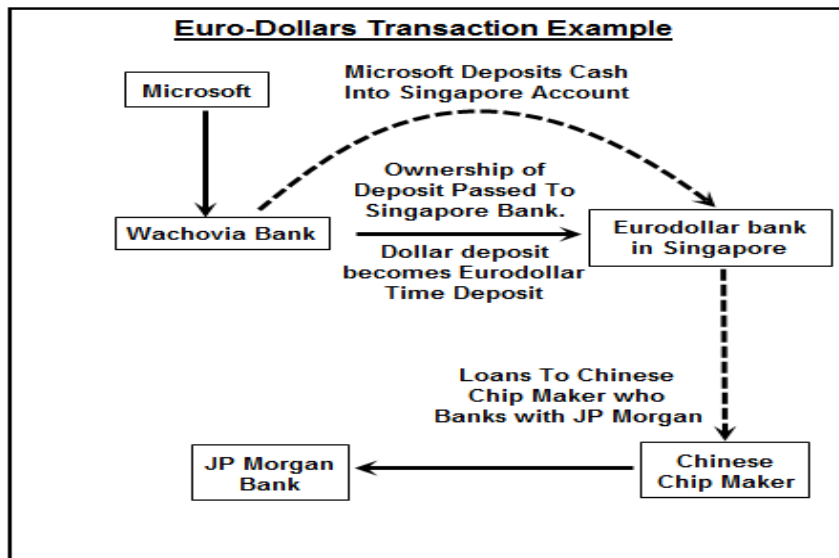 Euro-Dollars Transaction Example
Microsoft
Microsoft Deposits Cash
Into Singapore Account
Ownership of
Deposit Passed To
Singapore Bank.
Wachovia Bank
Eurodollar bank
in Singapore
Dollar deposit
becomes Eurodollar
Time Deposit
Loans To Chinese
Chip Maker who
Banks with JP Morgan
JP Morgan
Bank
Chinese
Chip Maker